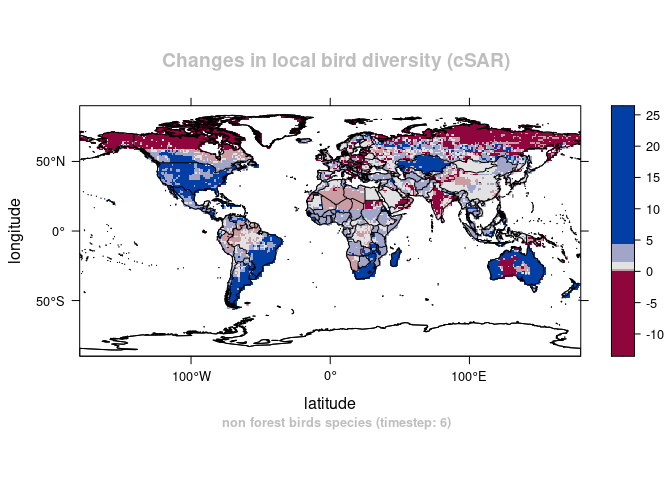 Changes in local bird diversity (cSAR)
50°N
0°
50°S
longitude
100°W
0°
100°E
latitude
non forest birds species (timestep: 6)
25
20
15
10
5
0
-5
-10